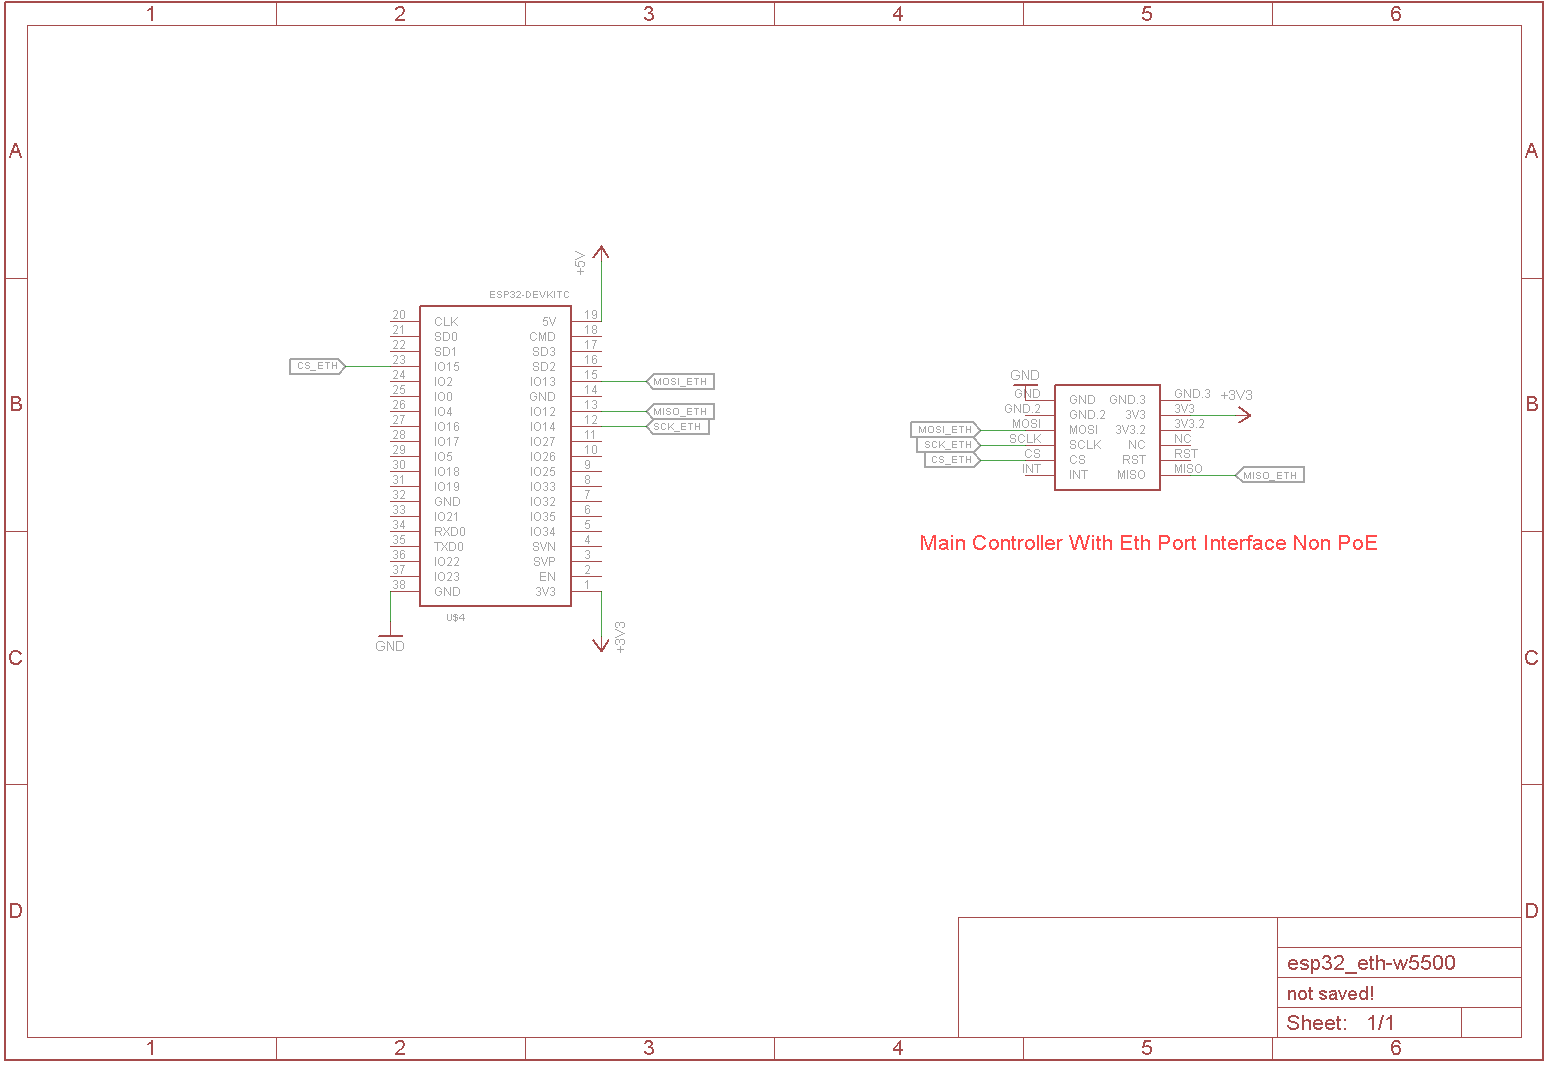 1 2 3 4 5 6
A A
+5V
ESP32-DEVKITC
20 CLK 5V 19
21 SD0 CMD 18
22 SD1 SD3 17
CS_ETH 23 IO15 SD2 16
24 IO2 IO13 15 MOSI_ETH
25 IO0 GND 14
26 IO4 IO12 13 MISO_ETH
27 IO16 IO14 12 SCK_ETH
28 IO17 IO27 11
29 IO5 IO26 10
30 IO18 IO25 9
31 IO19 IO33 8
32 GND IO32 7
33 IO21 IO35 6
34 RXD0 IO34 5
35 TXD0 SVN 4
36 IO22 SVP 3
37 IO23 EN 2
38 GND 3V3 1
U$4
GND
+3V3
B B
GND
GND GND GND.3 GND.3 +3V3
GND.2 GND.2 3V3 3V3
MOSI_ETH MOSI MOSI 3V3.2 3V3.2
SCK_ETH SCLK SCLK NC NC
CS_ETH CS CS RST RST
INT INT MISO MISO MISO_ETH
Main Controller With Eth Port Interface Non PoE
C C
D D
esp32_eth-w5500
not saved!
Sheet: 1/1
1 2 3 4 5 6